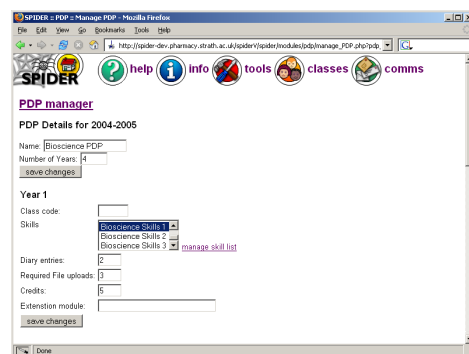 SPIDER :: PDP :: Manage PDP - Mozilla Firefox
File Edit View Go Bookmarks Tools Help
http://spider-dev.pharmacy.strath.ac.uk/spiderV/spider/modules/pdp/manage_PDP.php?pdp_
G
SPIDER ? help i info tools classes comms
PDP manager
PDP Details for 2004-2005
Name: Bioscience PDP
Number of Years: 4
save changes
Year 1
Class code:
Skills Bioscience Skills 1
Bioscience Skills 2
Bioscience Skills 3 manage skill list
Diary entries: 2
Required File uploads: 3
Credits: 5
Extenstion module:
save changes
Done